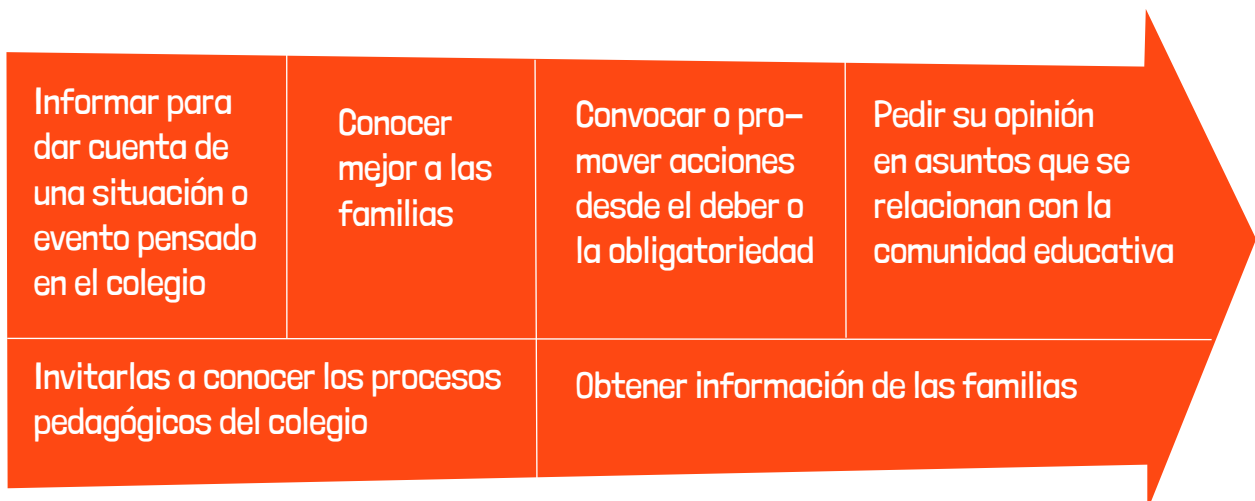 Informar para
dar cuenta de
una situación o
evento pensado
en el colegio
Conocer
mejor a las
familias
Convocar o pro–
mover acciones
desde el deber o
la obligatoriedad
Pedir su opinión
en asuntos que se
relacionan con la
comunidad educativa
Invitarlas a conocer los procesos
pedagógicos del colegio
Obtener información de las familias